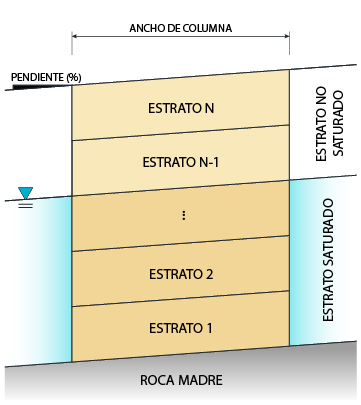 ANCHO DE COLUMNA
PENDIENTE (%)
ESTRATO N
ESTRATO NO
SATURADO
ESTRATO N-1
⋮
ESTRATO SATURADO
ESTRATO 2
ESTRATO 1
ROCA MADRE